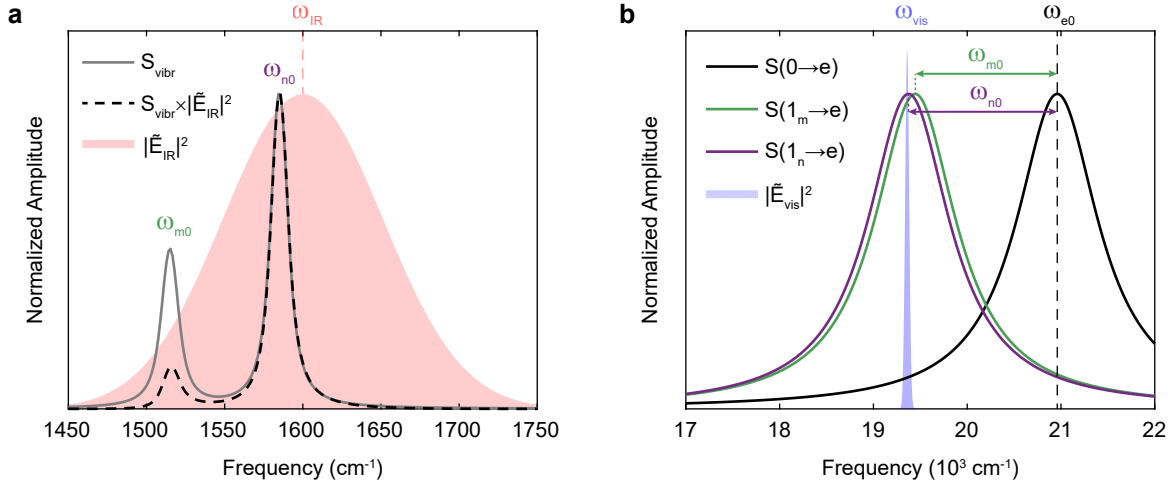 a
ω_IR
Normalized Amplitude
S_vibr
S_vibr×|Ẽ_IR|²
|Ẽ_IR|²
ω_n0
ω_m0
1450 1500 1550 1600 1650 1700 1750
Frequency (cm⁻¹)
b
ω_vis ω_e0
Normalized Amplitude
S(0→e)
S(1_m→e)
S(1_n→e)
|Ẽ_vis|²
ω_m0
ω_n0
17 18 19 20 21 22
Frequency (10³ cm⁻¹)